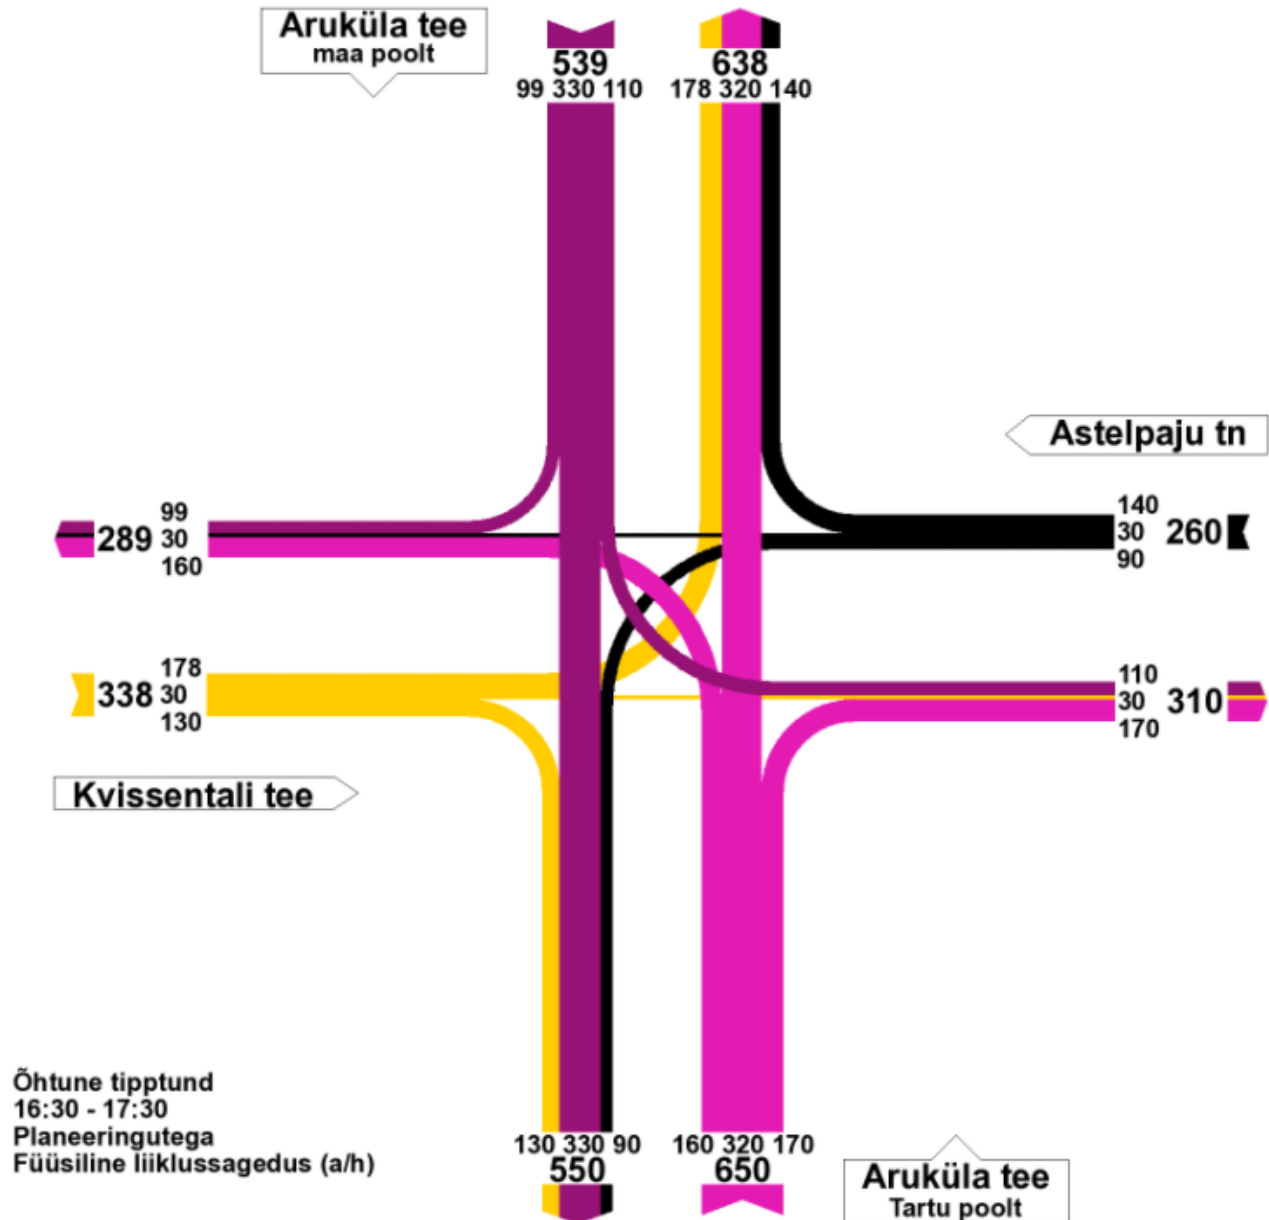 Aruküla tee
maa poolt
539
99 330 110
638
178 320 140
Astelpaju tn
289
99
30
160
140
30
90
260
338
178
30
130
110
30
170
310
Kvissentali tee
Õhtune tipptund
16:30 - 17:30
Planeeringutega
Füüsiline liiklussagedus (a/h)
130 330 90
550
160 320 170
650
Aruküla tee
Tartu poolt